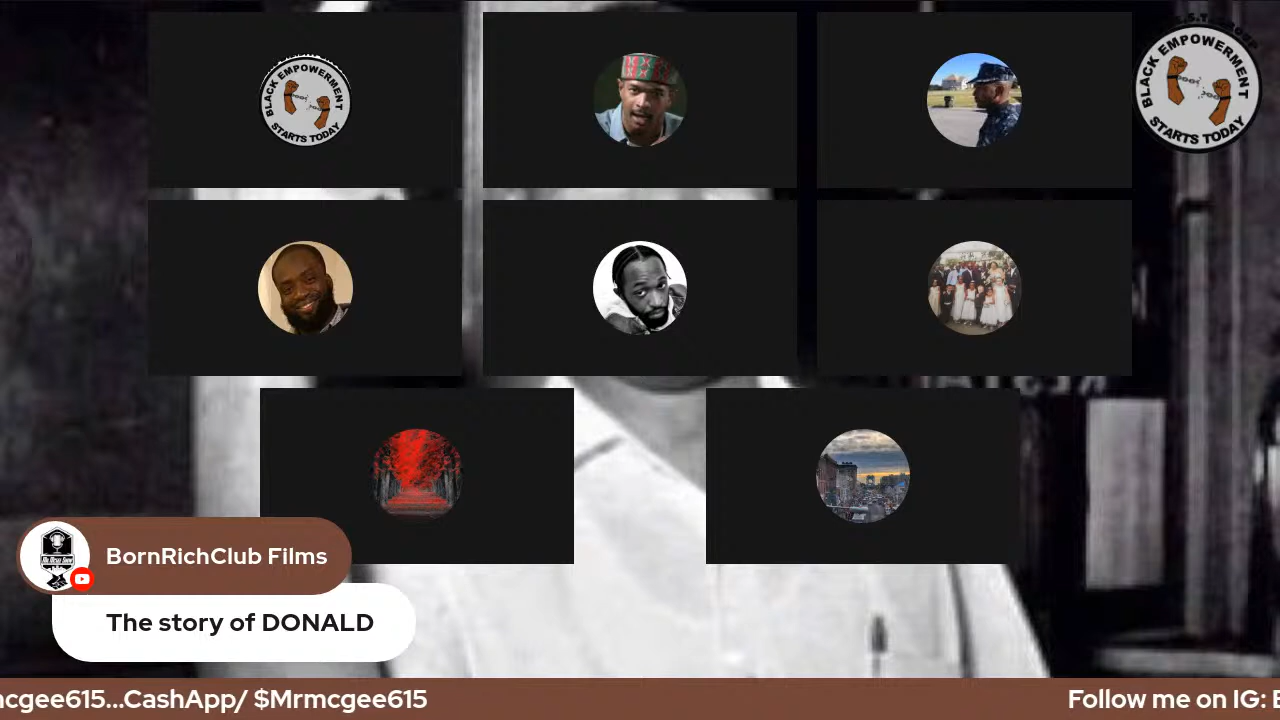 BLACK EMPOWERMENT
STARTS TODAY
BLACK EMPOWERMENT
STARTS TODAY
BornRichClub Films
The story of DONALD
mcgee615...CashApp/ $Mrmcgee615
Follow me on IG: